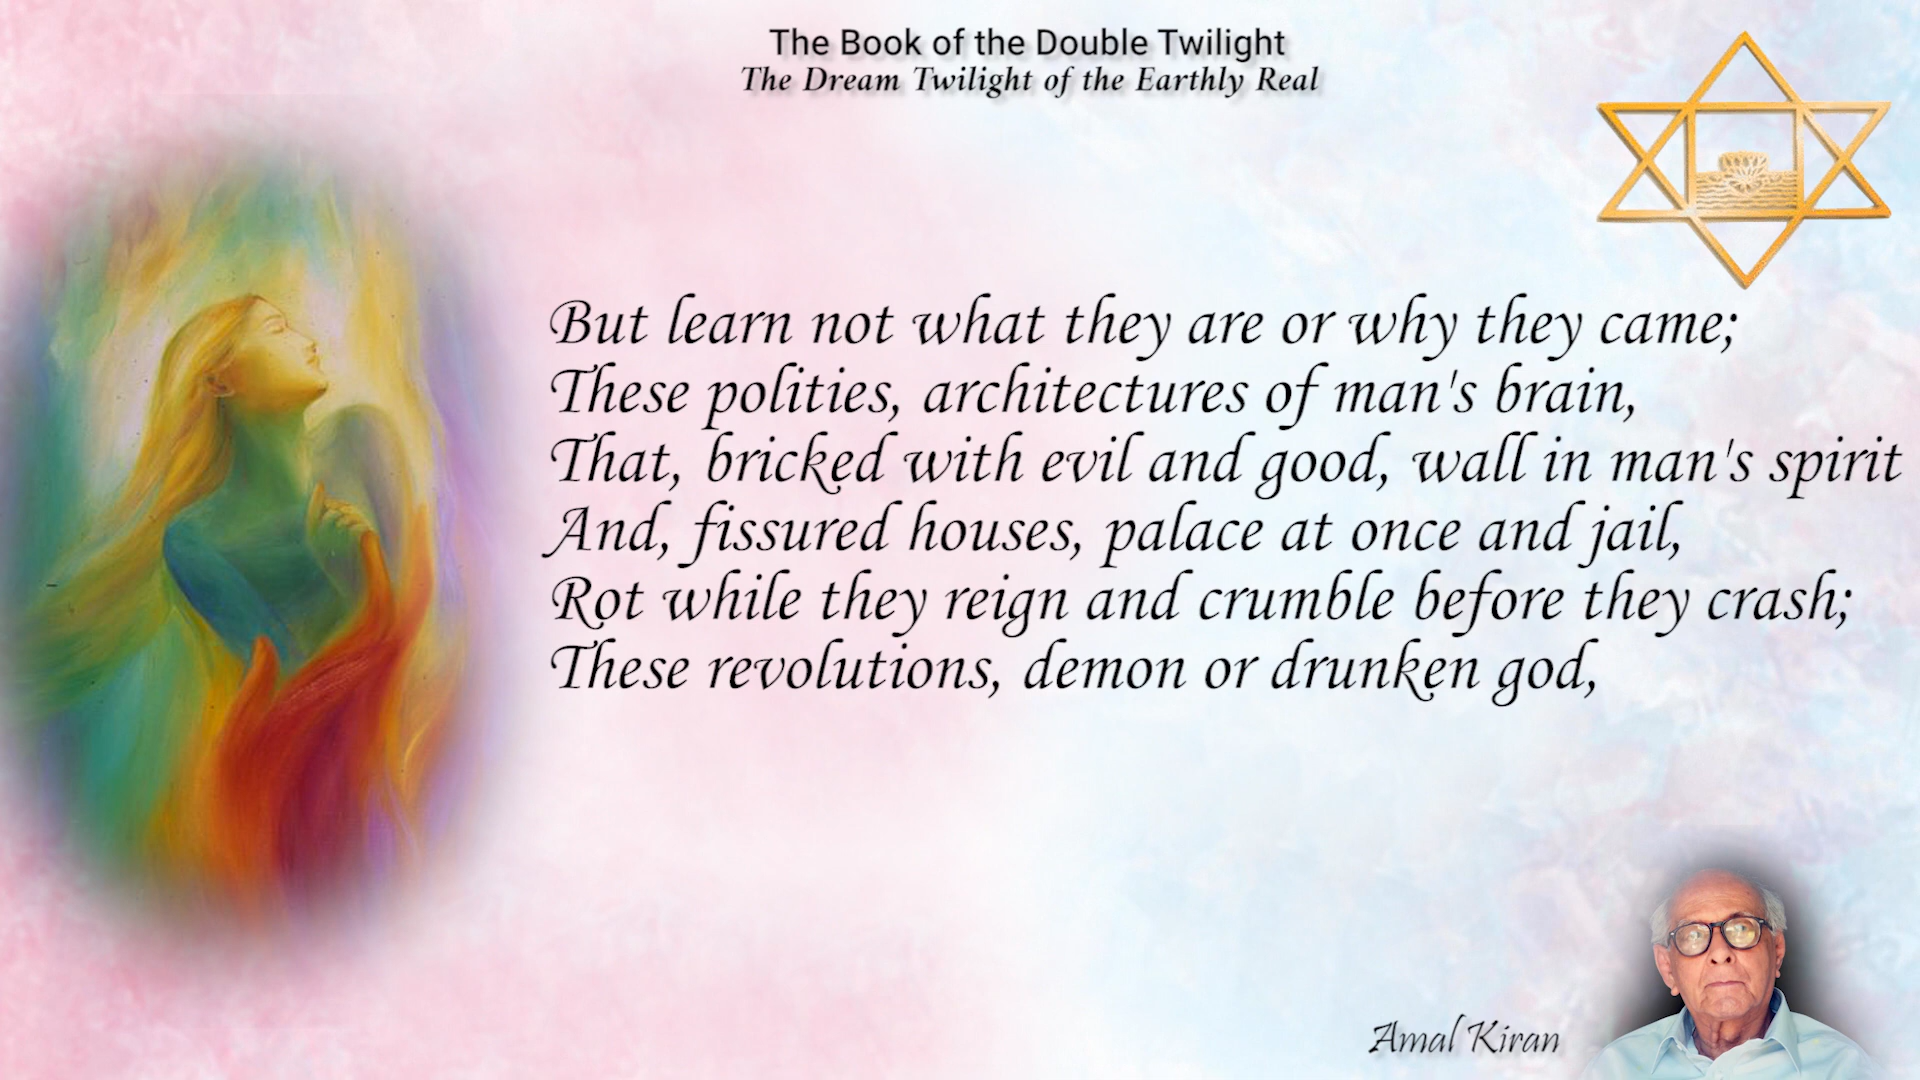 The Book of the Double Twilight
The Dream Twilight of the Earthly Real
But learn not what they are or why they came;
These polities, architectures of man's brain,
That, bricked with evil and good, wall in man's spirit
And, fissured houses, palace at once and jail,
Rot while they reign and crumble before they crash;
These revolutions, demon or drunken god,
Amal Kiran